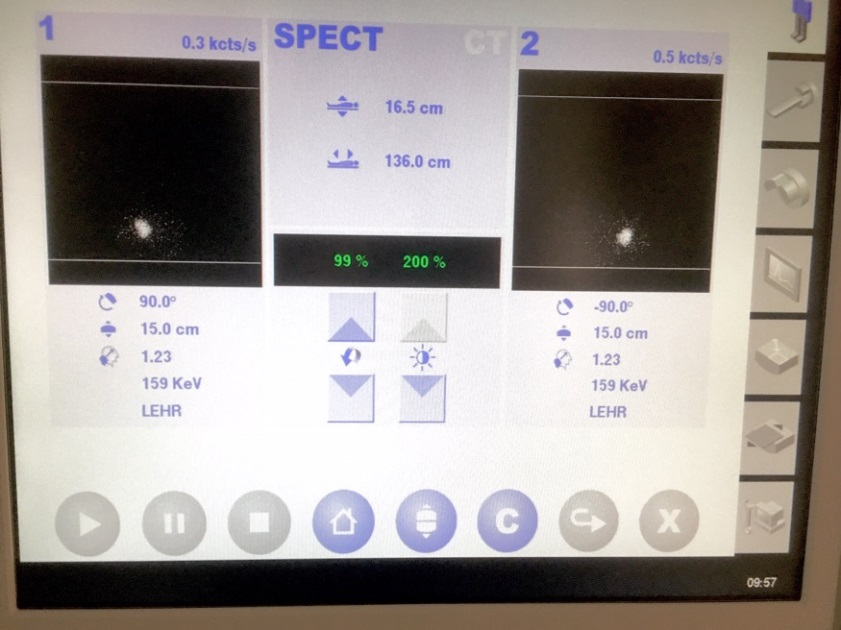 1
0.3 kcts/s
SPECT
CT
2
0.5 kcts/s
16.5 cm
136.0 cm
99 %
200 %
90.0°
15.0 cm
1.23
159 KeV
LEHR
-90.0°
15.0 cm
1.23
159 KeV
LEHR
C
X
09:57